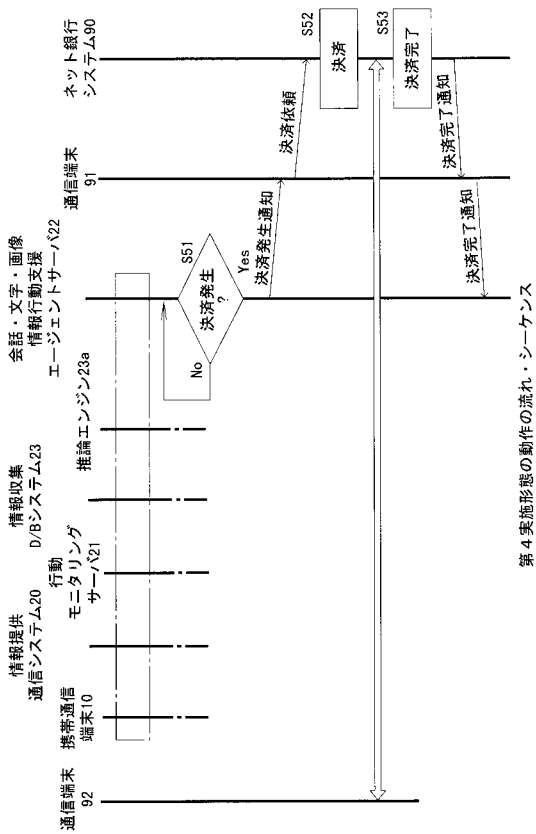 通信端末
92
携帯通信
端末10
情報提供
通信システム20
行動
モニタリング
サーバ21
情報収集
D/Bシステム23
推論エンジン23a
会話・文字・画像
情報行動支援
エージェントサーバ22
通信端末
91
ネット銀行
システム90
S51
決済発生
?
No
Yes
決済発生通知
決済依頼
S52
決済
S53
決済完了
決済完了通知
決済完了通知
第4実施形態の動作の流れ・シーケンス